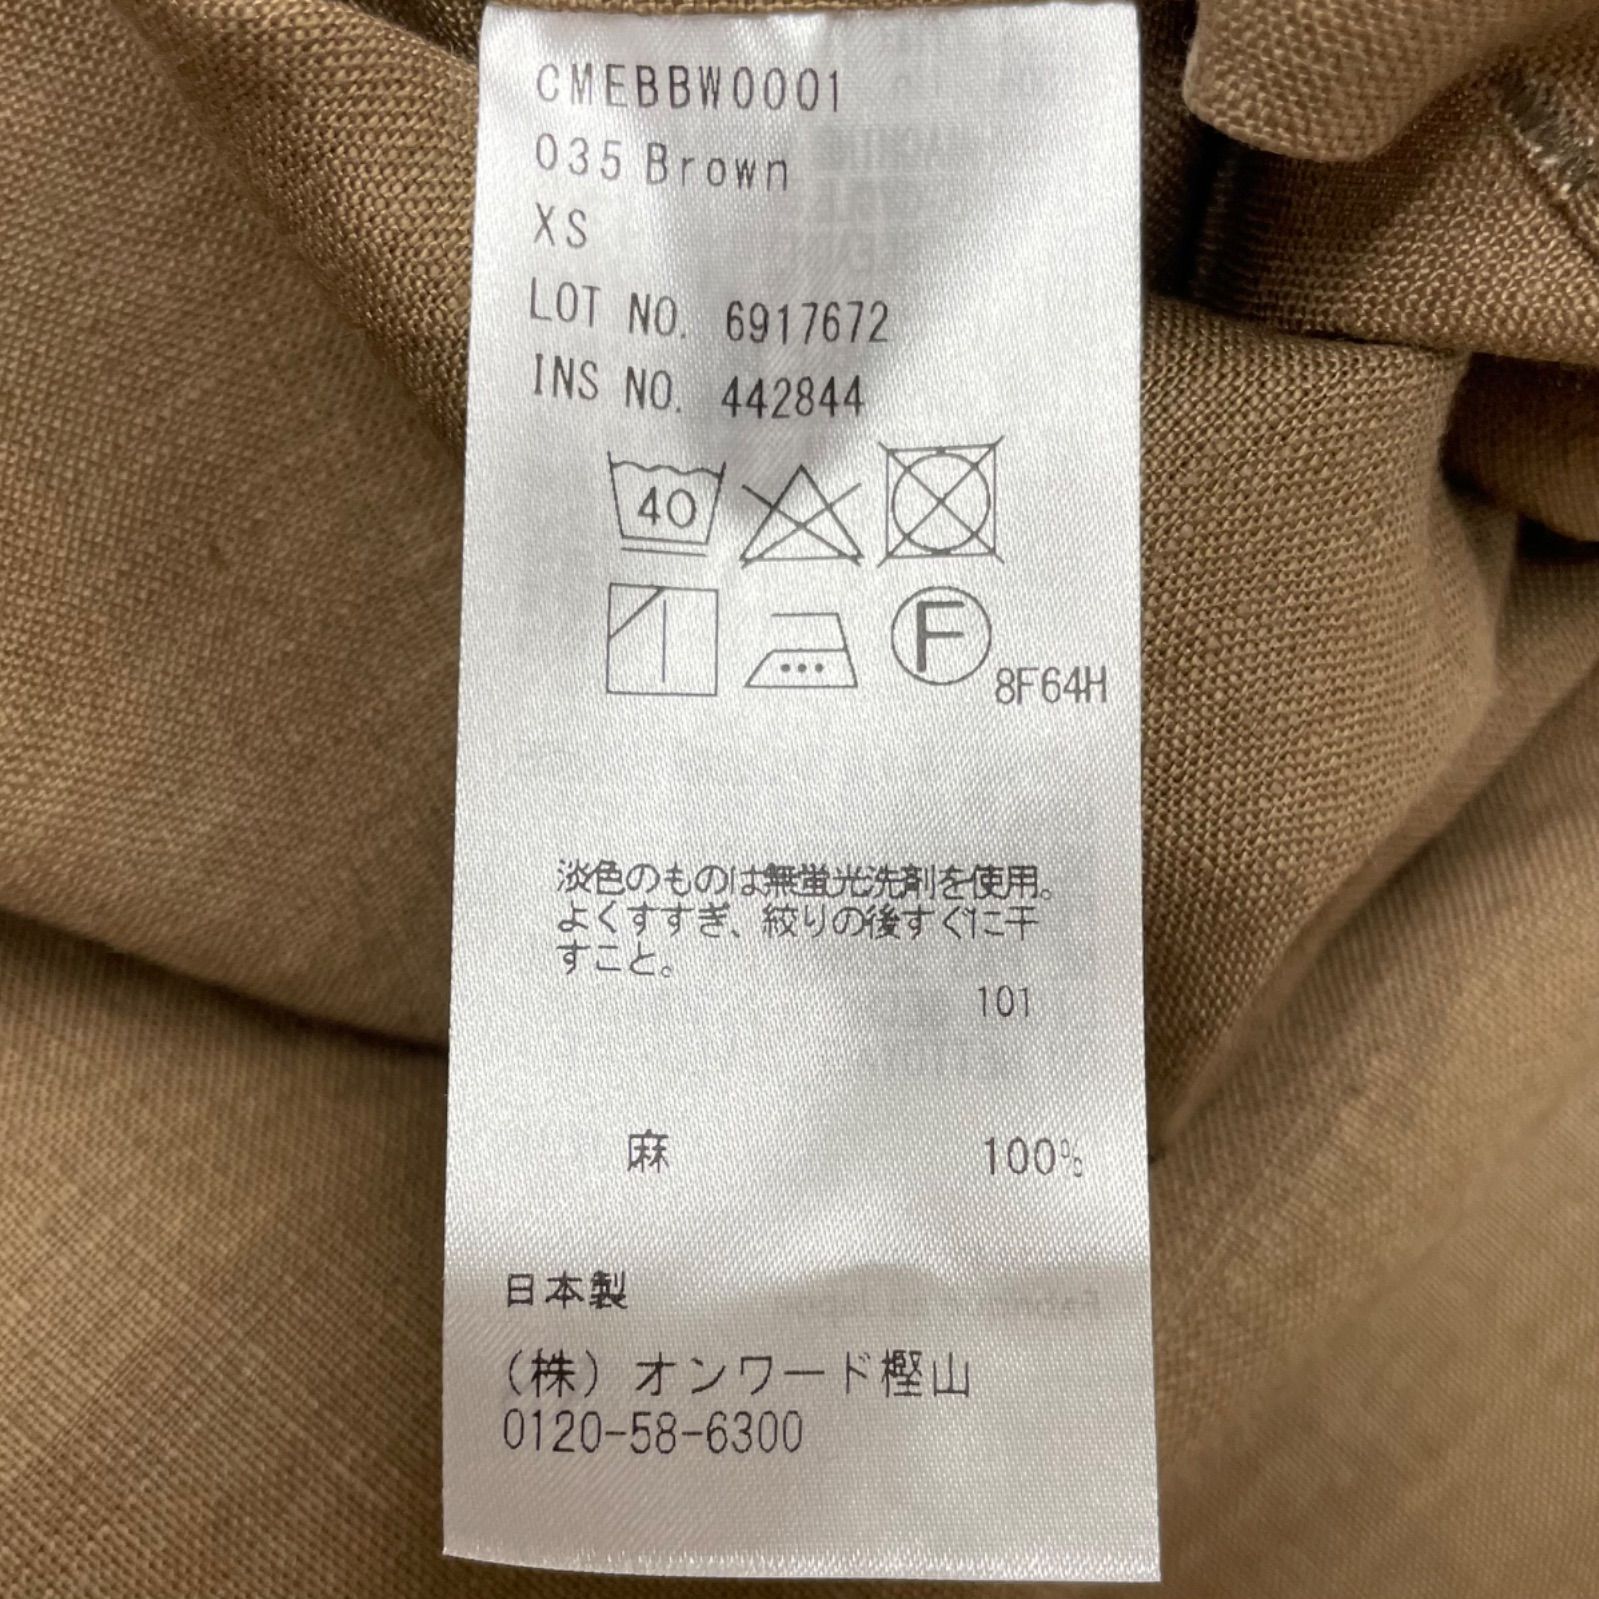 CMEBBW0001
035 Brown
XS
LOT NO. 6917672
INS NO. 442844
40
F
8F64H
淡色のものは無蛍光洗剤を使用。
よくすすぎ、絞りの後すぐに干
すこと。
101
麻 100%
日本製
(株) オンワード樫山
0120-58-6300